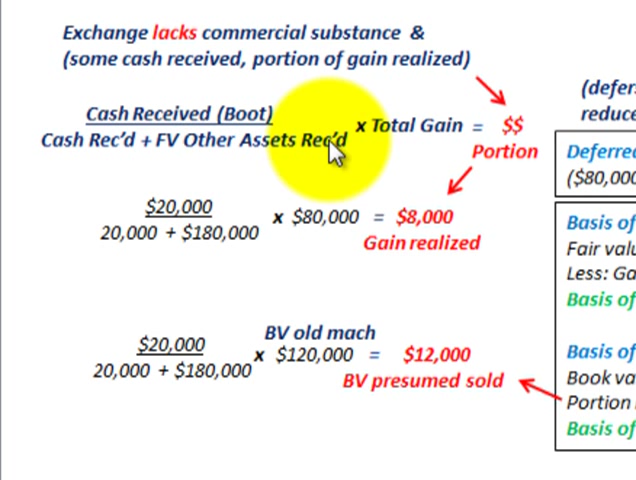 Exchange lacks commercial substance &
(some cash received, portion of gain realized)
Cash Received (Boot)
Cash Rec'd + FV Other Assets Rec'd
x Total Gain = $$
Portion
$20,000
20,000 + $180,000
x $80,000 = $8,000
Gain realized
BV old mach
$20,000
20,000 + $180,000
x $120,000 = $12,000
BV presumed sold
(defer
reduce
Deferred
($80,000
Basis of
Fair valu
Less: Ga
Basis of
Basis of
Book va
Portion
Basis of